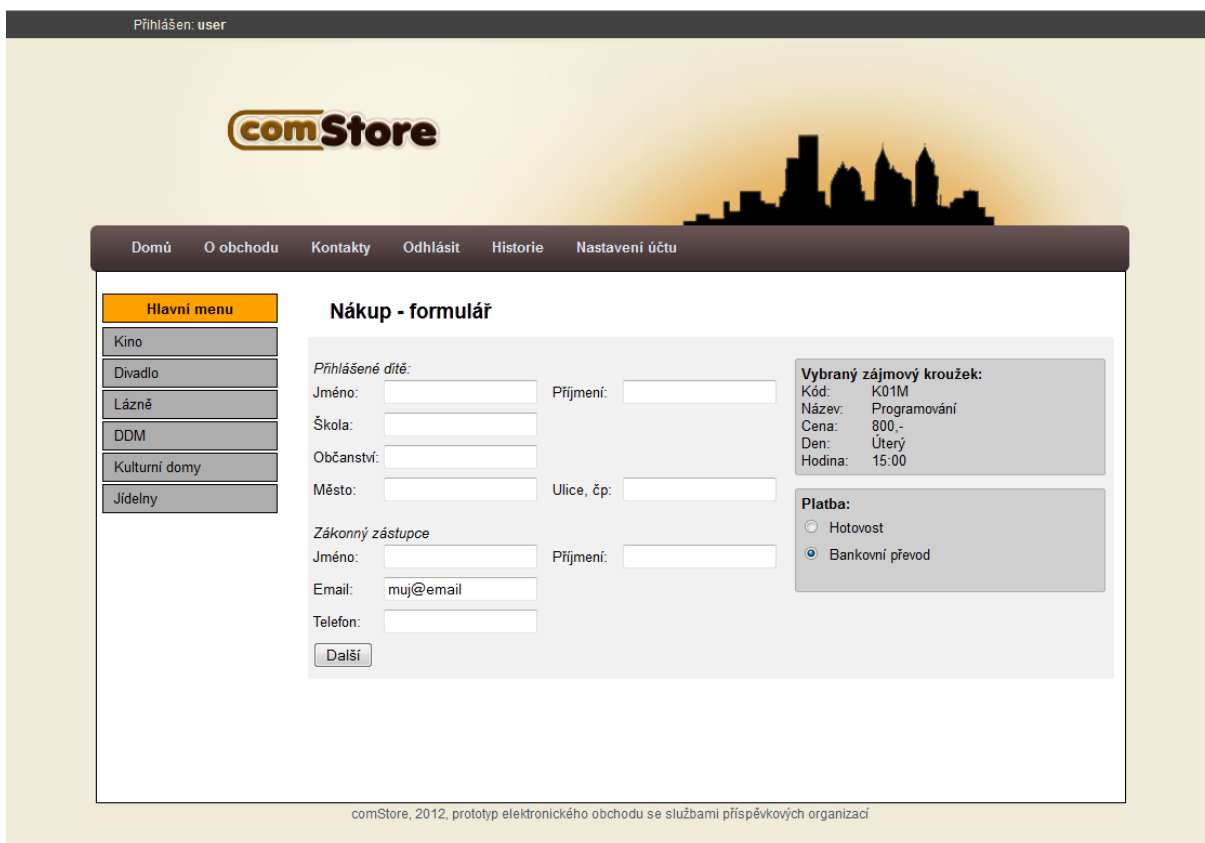 Přihlášen: user
comStore
Domů O obchodu Kontakty Odhlásit Historie Nastavení účtu
Hlavní menu
Kino
Divadlo
Lázně
DDM
Kulturní domy
Jídelny
Nákup - formulář
Přihlášené dítě:
Jméno: Příjmení:
Škola:
Občanství:
Město: Ulice, čp:
Zákonný zástupce
Jméno: Příjmení:
Email: muj@email
Telefon:
Další
Vybraný zájmový kroužek:
Kód: K01M
Název: Programování
Cena: 800,-
Den: Úterý
Hodina: 15:00
Platba:
Hotovost
Bankovní převod
comStore, 2012, prototyp elektronického obchodu se službami příspěvkových organizací